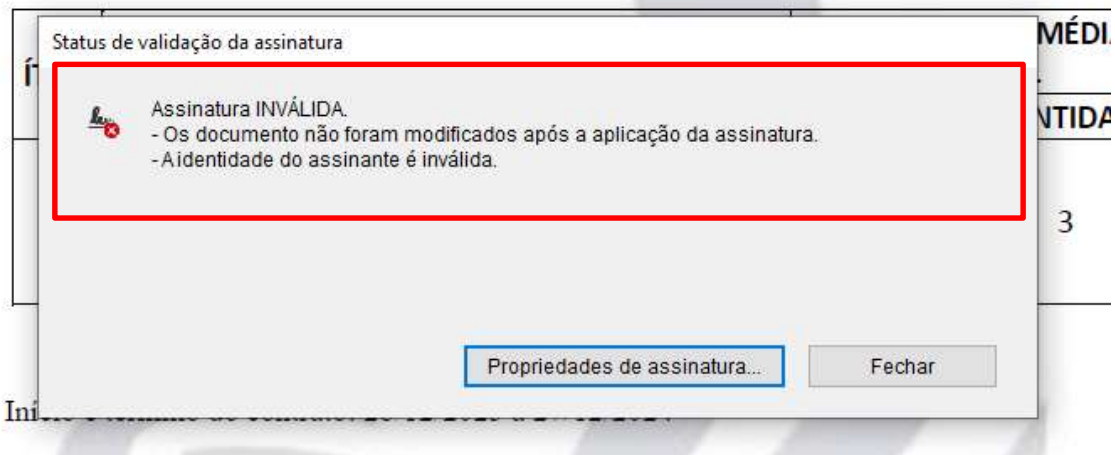 Status de validação da assinatura
MÉDI
Assinatura INVÁLIDA.
- Os documento não foram modificados após a aplicação da assinatura.
- A identidade do assinante é inválida.
NTIDA
3
Propriedades de assinatura...
Fechar